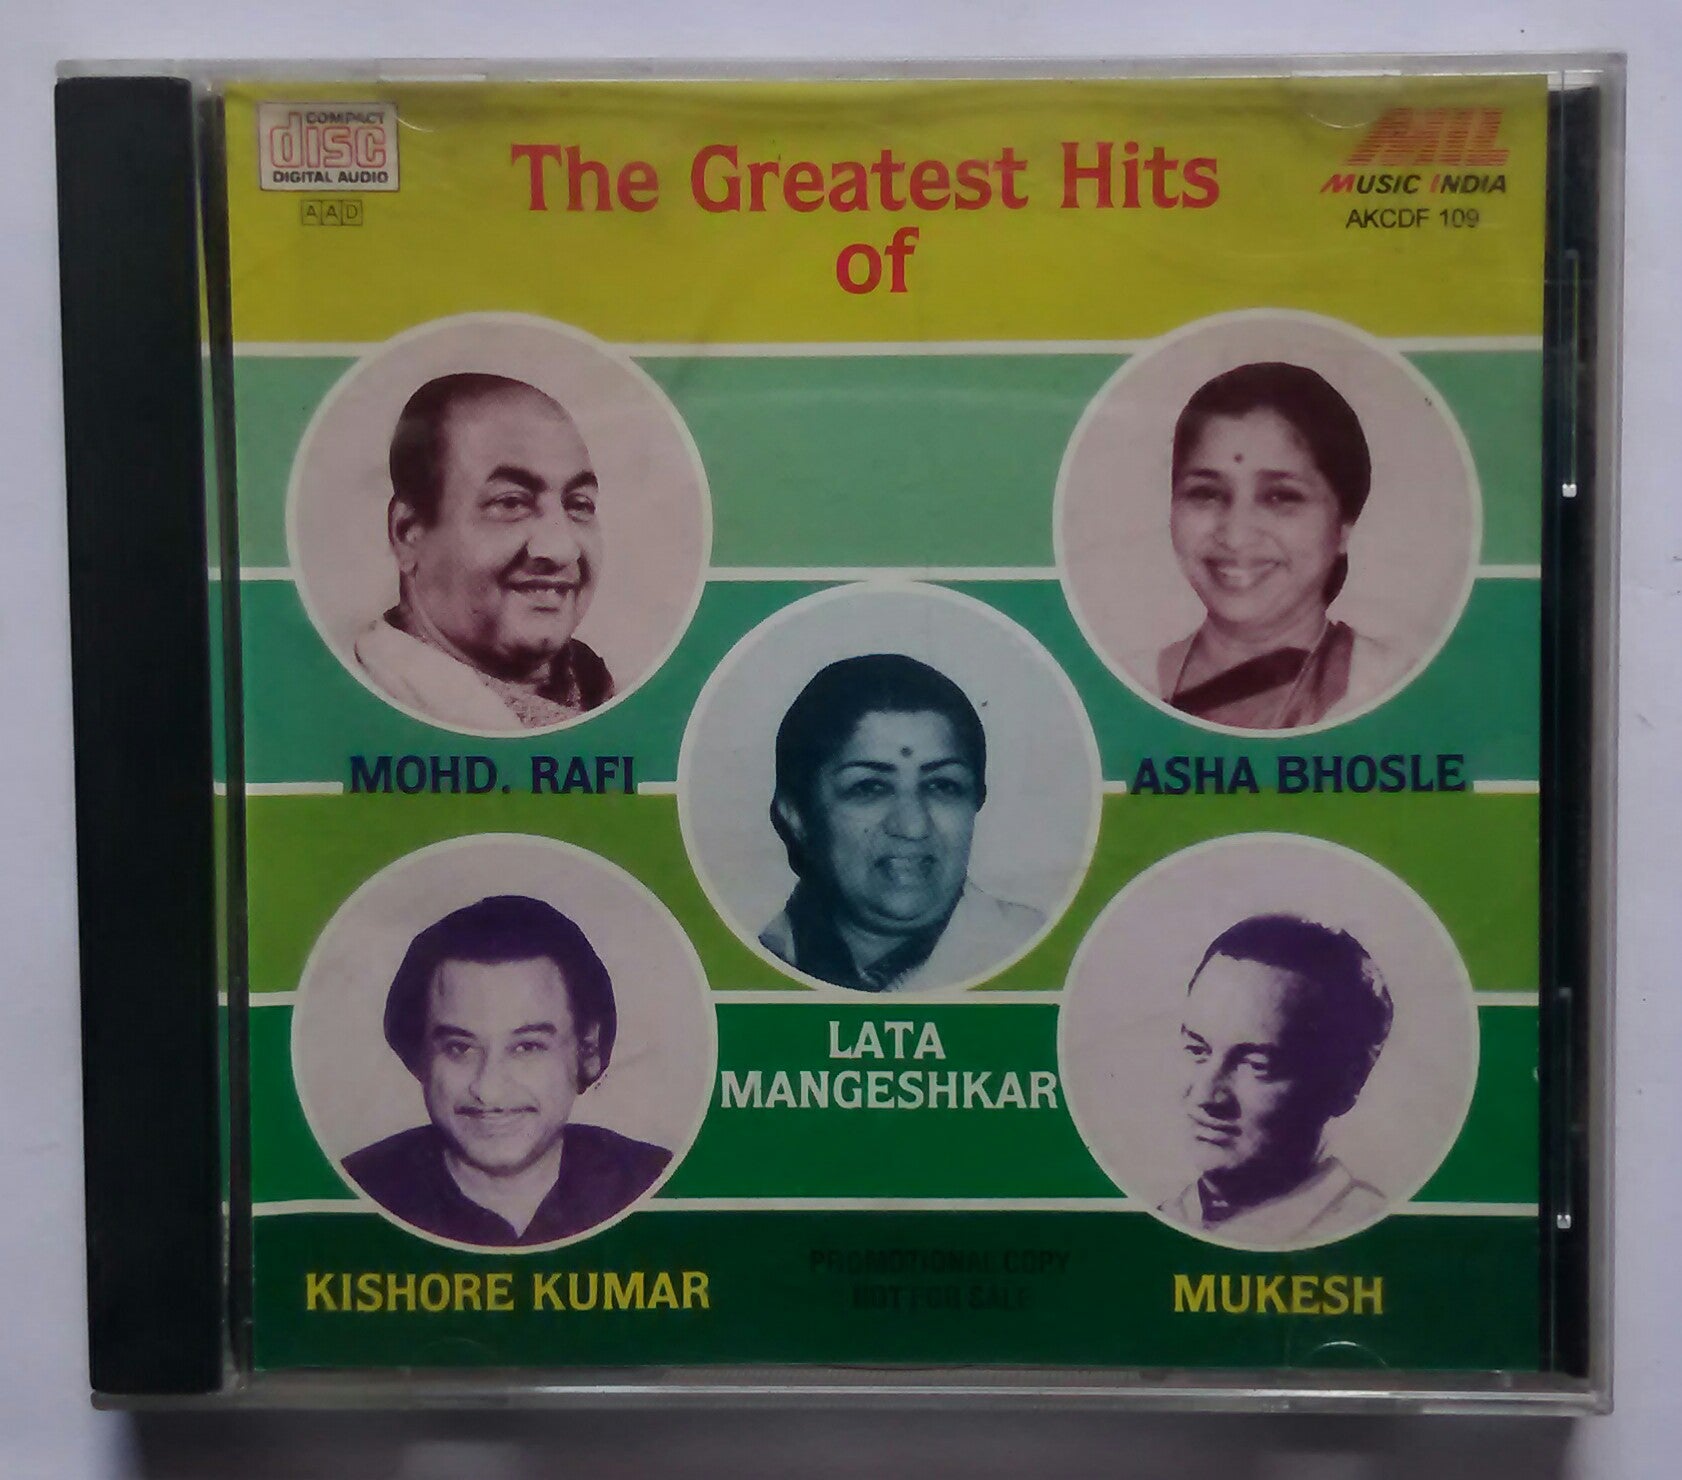 COMPACT
disc
DIGITAL AUDIO
AAD
The Greatest Hits
of
MIL
MUSIC INDIA
AKCDF 109
MOHD. RAFI
ASHA BHOSLE
LATA
MANGESHKAR
KISHORE KUMAR
PROMOTIONAL COPY
NOT FOR SALE
MUKESH